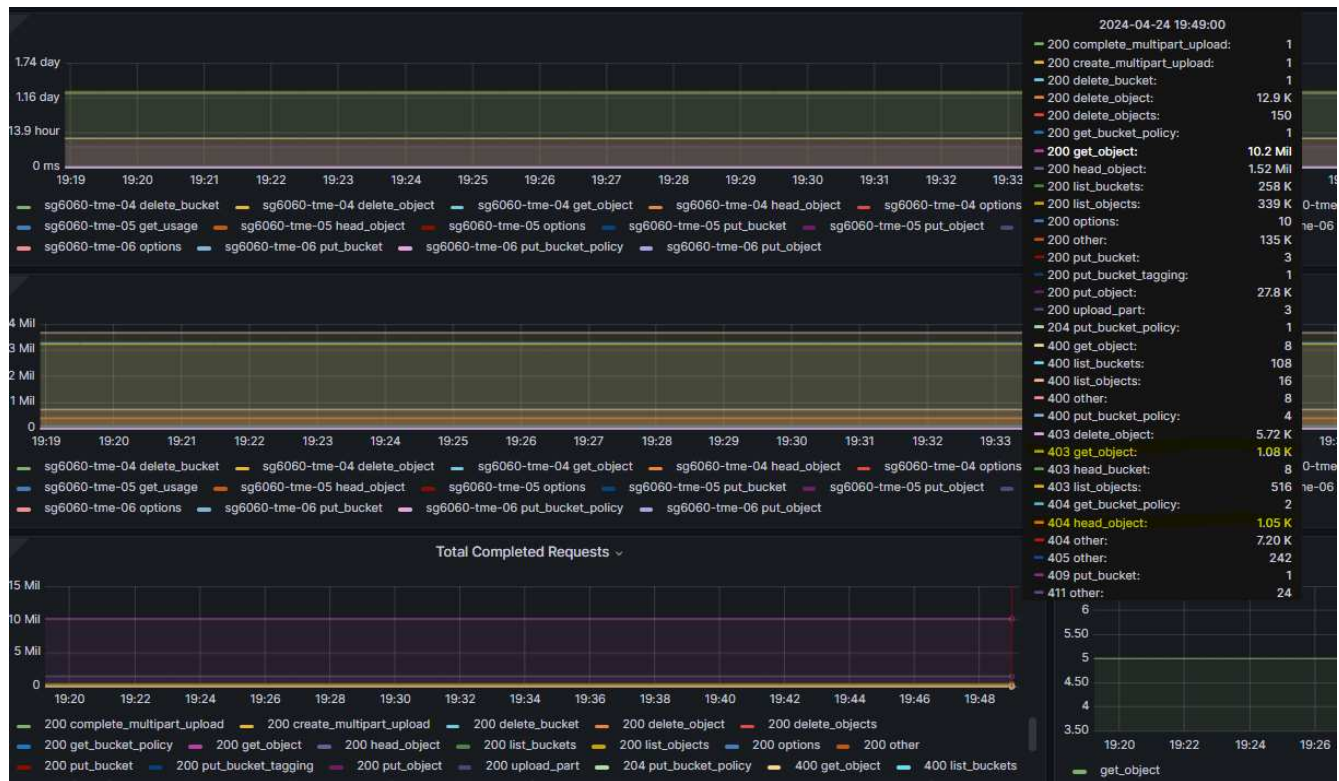 1.74 day
1.16 day
13.9 hour
0 ms
19:19 19:20 19:21 19:22 19:23 19:24 19:25 19:26 19:27 19:28 19:29 19:30 19:31 19:32 19:33
sg6060-tme-04 delete_bucket sg6060-tme-04 delete_object sg6060-tme-04 get_object sg6060-tme-04 head_object sg6060-tme-04 options
sg6060-tme-05 get_usage sg6060-tme-05 head_object sg6060-tme-05 options sg6060-tme-05 put_bucket sg6060-tme-05 put_object
sg6060-tme-06 options sg6060-tme-06 put_bucket sg6060-tme-06 put_bucket_policy sg6060-tme-06 put_object
4 Mil
3 Mil
2 Mil
1 Mil
0
19:19 19:20 19:21 19:22 19:23 19:24 19:25 19:26 19:27 19:28 19:29 19:30 19:31 19:32 19:33
sg6060-tme-04 delete_bucket sg6060-tme-04 delete_object sg6060-tme-04 get_object sg6060-tme-04 head_object sg6060-tme-04 options
sg6060-tme-05 get_usage sg6060-tme-05 head_object sg6060-tme-05 options sg6060-tme-05 put_bucket sg6060-tme-05 put_object
sg6060-tme-06 options sg6060-tme-06 put_bucket sg6060-tme-06 put_bucket_policy sg6060-tme-06 put_object
Total Completed Requests
15 Mil
10 Mil
5 Mil
0
19:20 19:22 19:24 19:26 19:28 19:30 19:32 19:34 19:36 19:38 19:40 19:42 19:44 19:46 19:48
200 complete_multipart_upload 200 create_multipart_upload 200 delete_bucket 200 delete_object 200 delete_objects
200 get_bucket_policy 200 get_object 200 head_object 200 list_buckets 200 list_objects 200 options 200 other
200 put_bucket 200 put_bucket_tagging 200 put_object 200 upload_part 204 put_bucket_policy 400 get_object 400 list_buckets
2024-04-24 19:49:00
200 complete_multipart_upload: 1
200 create_multipart_upload: 1
200 delete_bucket: 1
200 delete_object: 12.9 K
200 delete_objects: 150
200 get_bucket_policy: 1
200 get_object: 10.2 Mil
200 head_object: 1.52 Mil
200 list_buckets: 258 K
200 list_objects: 339 K
200 options: 10
200 other: 135 K
200 put_bucket: 3
200 put_bucket_tagging: 1
200 put_object: 27.8 K
200 upload_part: 3
204 put_bucket_policy: 1
400 get_object: 8
400 list_buckets: 108
400 list_objects: 16
400 other: 8
400 put_bucket_policy: 4
403 delete_object: 5.72 K
403 get_object: 1.08 K
403 head_bucket: 8
403 list_objects: 516
404 get_bucket_policy: 2
404 head_object: 1.05 K
404 other: 7.20 K
405 other: 242
409 put_bucket: 1
411 other: 24
6
5.50
5
4.50
4
3.50
19:20 19:22 19:24 19:26
get_object